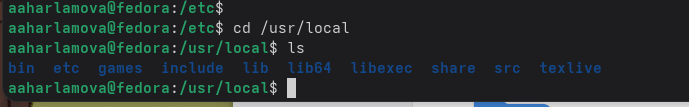 aaharlamova@fedora:/etc$
aaharlamova@fedora:/etc$ cd /usr/local
aaharlamova@fedora:/usr/local$ ls
bin etc games include lib lib64 libexec share src texlive
aaharlamova@fedora:/usr/local$